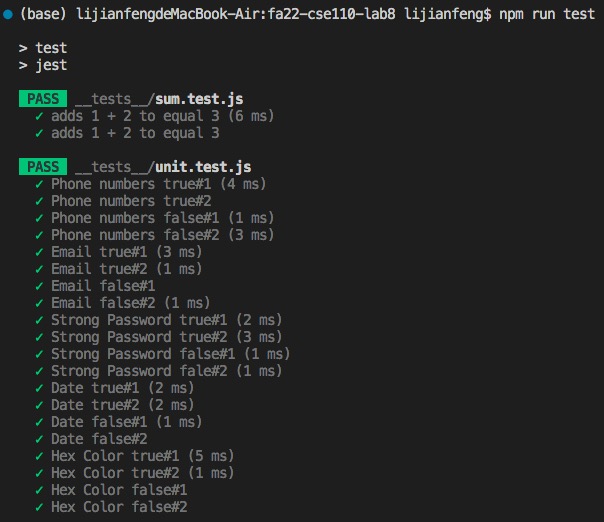 (base) lijianfengdeMacBook-Air:fa22-cse110-lab8 lijianfeng$ npm run test
> test
> jest
PASS __tests__/sum.test.js
✓ adds 1 + 2 to equal 3 (6 ms)
✓ adds 1 + 2 to equal 3
PASS __tests__/unit.test.js
✓ Phone numbers true#1 (4 ms)
✓ Phone numbers true#2
✓ Phone numbers false#1 (1 ms)
✓ Phone numbers false#2 (3 ms)
✓ Email true#1 (3 ms)
✓ Email true#2 (1 ms)
✓ Email false#1
✓ Email false#2 (1 ms)
✓ Strong Password true#1 (2 ms)
✓ Strong Password true#2 (3 ms)
✓ Strong Password false#1 (1 ms)
✓ Strong Password fale#2 (1 ms)
✓ Date true#1 (2 ms)
✓ Date true#2 (2 ms)
✓ Date false#1 (1 ms)
✓ Date false#2
✓ Hex Color true#1 (5 ms)
✓ Hex Color true#2 (1 ms)
✓ Hex Color false#1
✓ Hex Color false#2